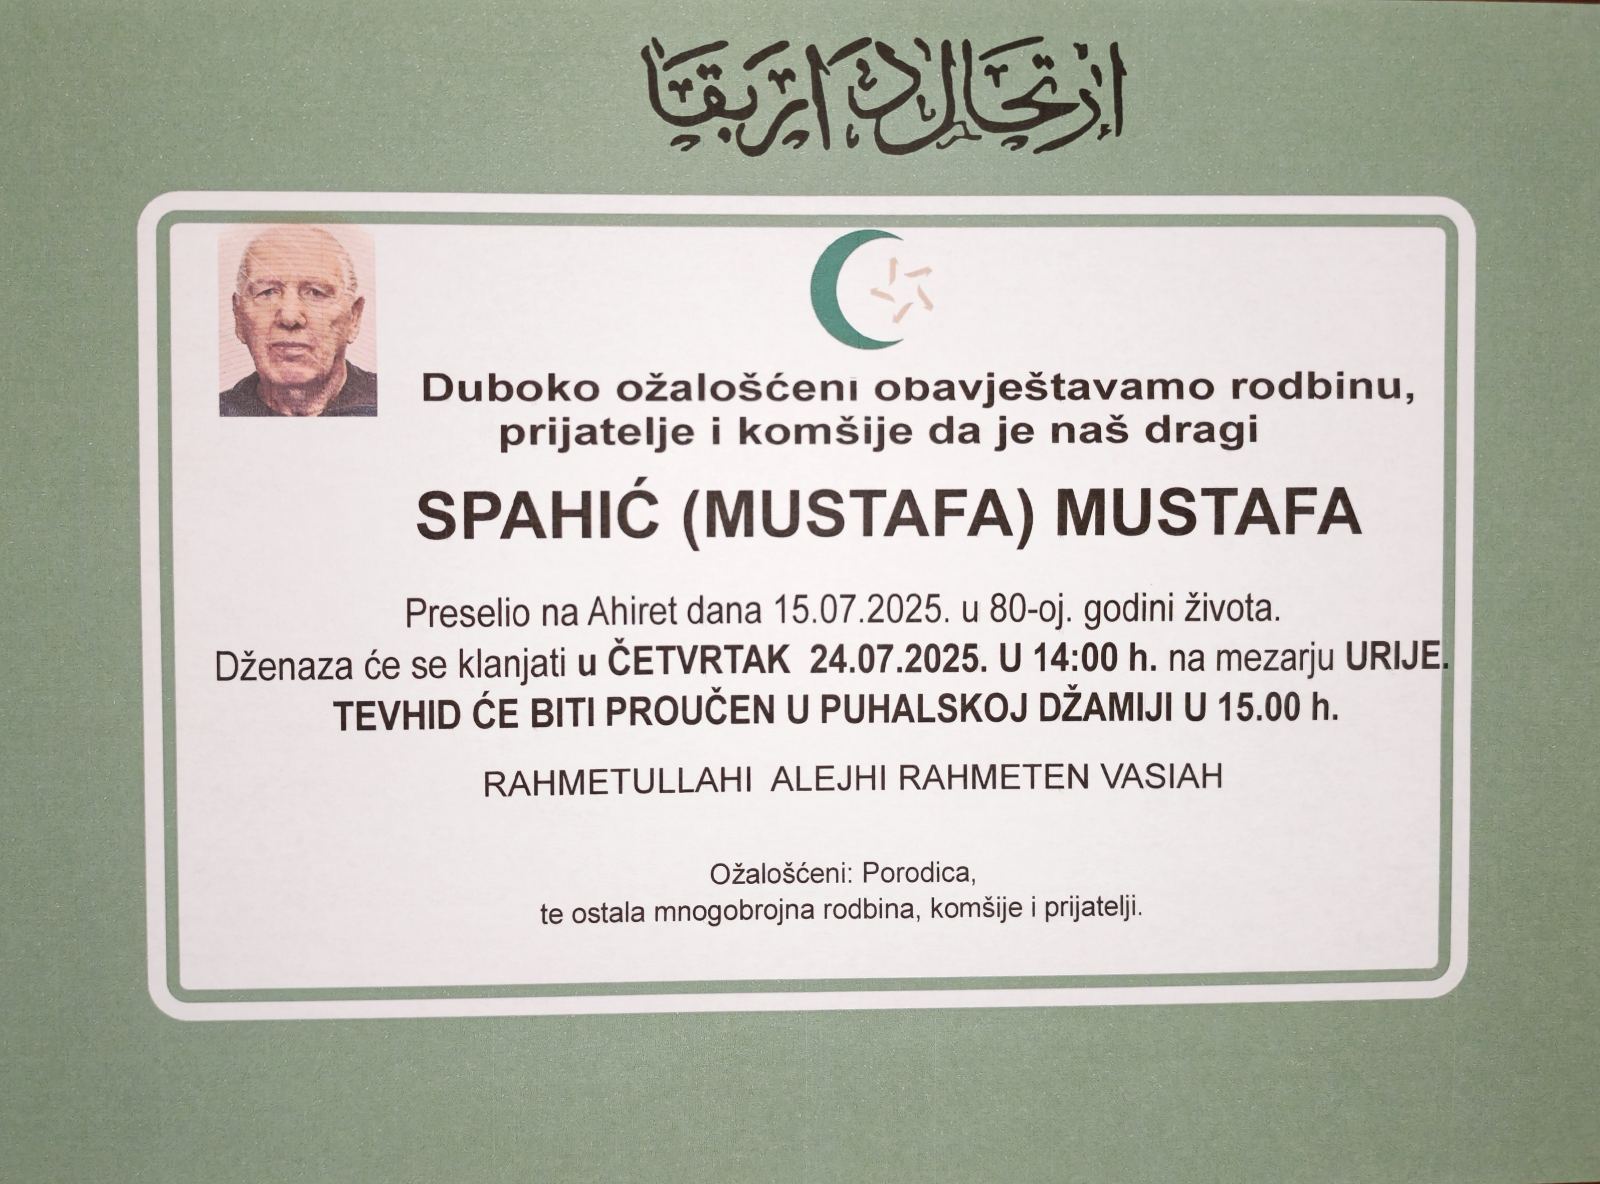 ارتحال دار بقا
Duboko ožalošćeni obavještavamo rodbinu,
prijatelje i komšije da je naš dragi
SPAHIĆ (MUSTAFA) MUSTAFA
Preselio na Ahiret dana 15.07.2025. u 80-oj. godini života.
Dženaza će se klanjati u ČETVRTAK 24.07.2025. U 14:00 h. na mezarju URIJE.
TEVHID ĆE BITI PROUČEN U PUHALSKOJ DŽAMIJI U 15.00 h.
RAHMETULLAHI ALEJHI RAHMETEN VASIAH
Ožalošćeni: Porodica,
te ostala mnogobrojna rodbina, komšije i prijatelji.